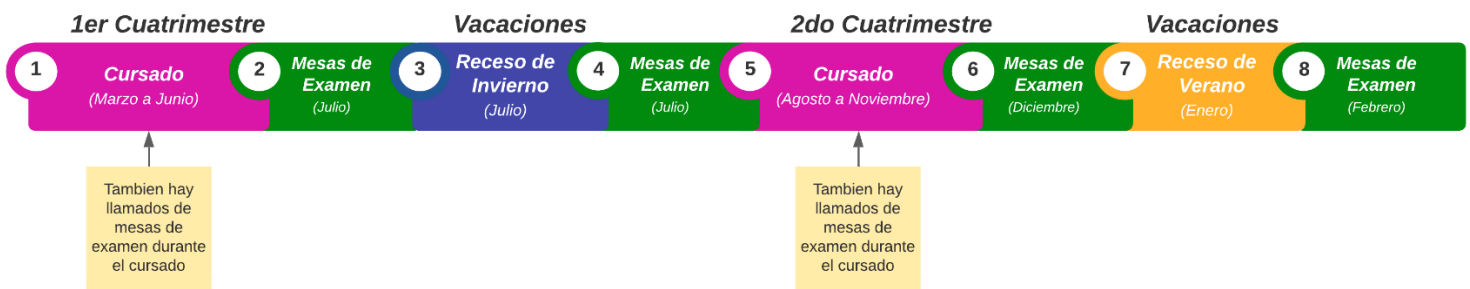 1er Cuatrimestre
Vacaciones
2do Cuatrimestre
Vacaciones
1
Cursado
(Marzo a Junio)
2
Mesas de
Examen
(Julio)
3
Receso de
Invierno
(Julio)
4
Mesas de
Examen
(Julio)
5
Cursado
(Agosto a Noviembre)
6
Mesas de
Examen
(Diciembre)
7
Receso de
Verano
(Enero)
8
Mesas de
Examen
(Febrero)
Tambien hay
llamados de
mesas de
examen durante
el cursado
Tambien hay
llamados de
mesas de
examen durante
el cursado